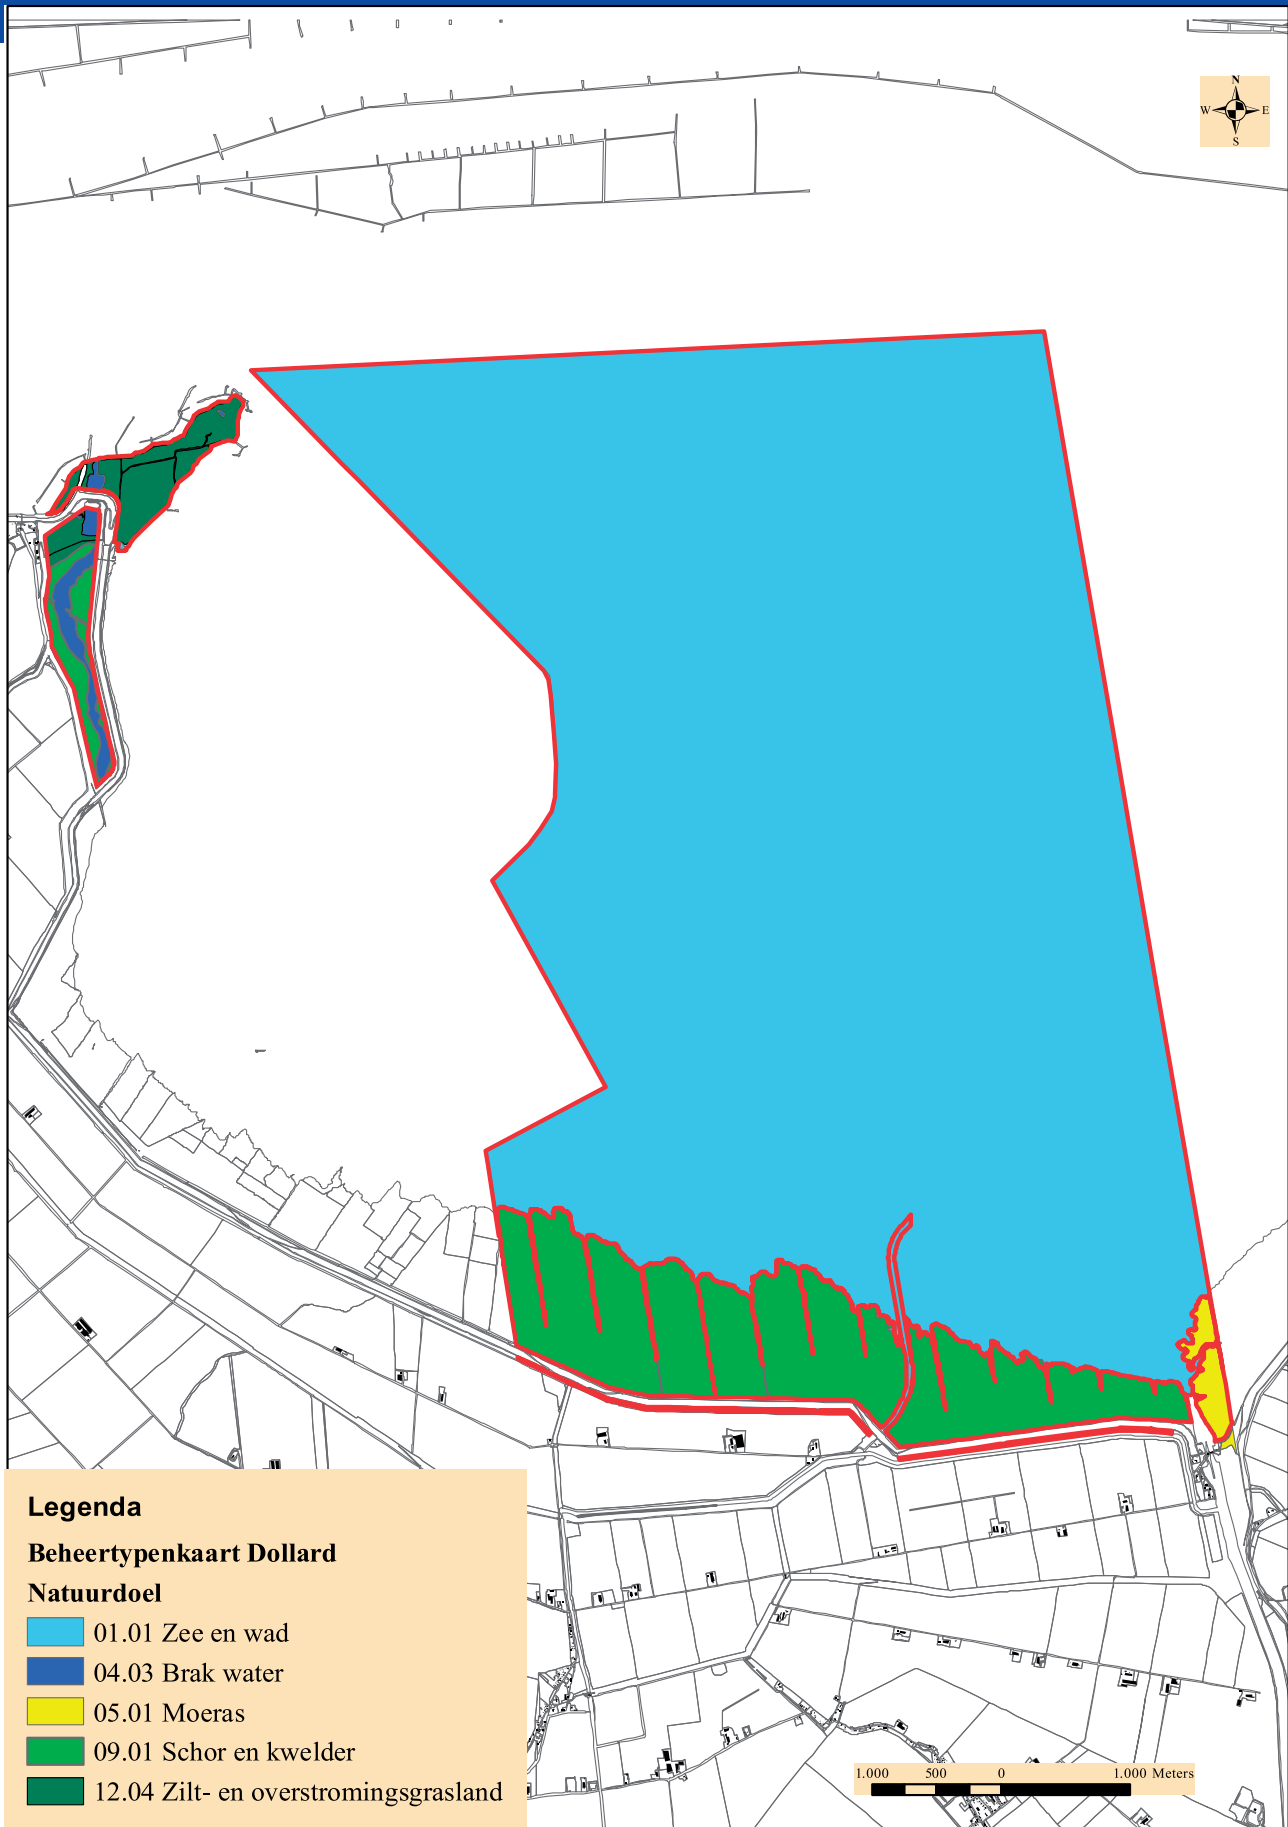 N
W E
S
Legenda
Beheertypenkaart Dollard
Natuurdoel
01.01 Zee en wad
04.03 Brak water
05.01 Moeras
09.01 Schor en kwelder
12.04 Zilt- en overstromingsgrasland
1.000 500 0 1.000 Meters